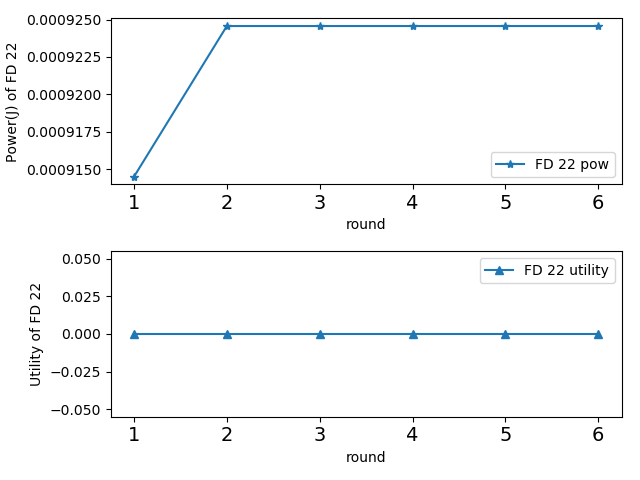 Power(J) of FD 22
0.0009250
0.0009225
0.0009200
0.0009175
0.0009150
FD 22 pow
1 2 3 4 5 6
round
Utility of FD 22
0.050
0.025
0.000
−0.025
−0.050
FD 22 utility
1 2 3 4 5 6
round